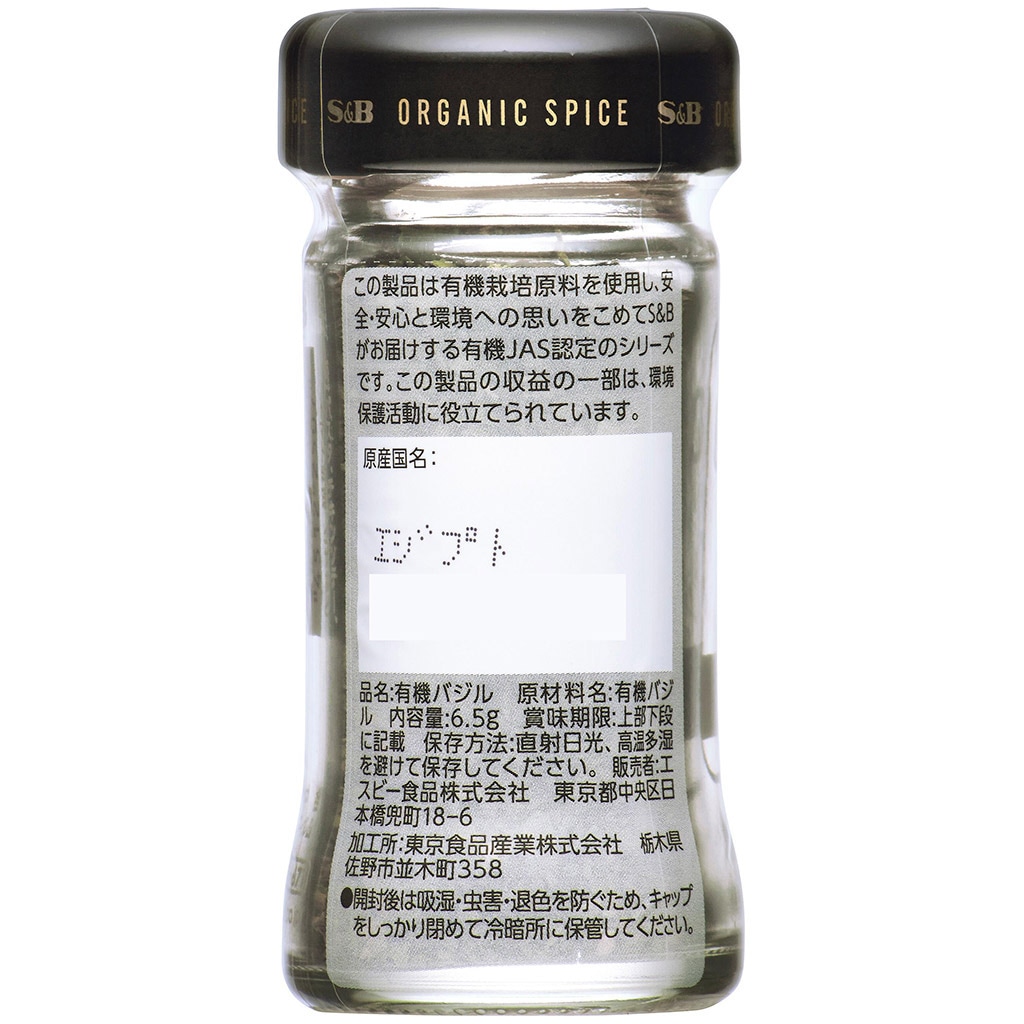 S&B ORGANIC SPICE S&B
この製品は有機栽培原料を使用し、安
全・安心と環境への思いをこめてS&B
がお届けする有機JAS認定のシリーズ
です。この製品の収益の一部は、環境
保護活動に役立てられています。
原産国名：
エジプト
品名:有機バジル 原材料名:有機バジ
ル 内容量:6.5g 賞味期限:上部下段
に記載 保存方法:直射日光、高温多湿
を避けて保存してください。 販売者:エ
スビー食品株式会社 東京都中央区日
本橋兜町18-6
加工所:東京食品産業株式会社 栃木県
佐野市並木町358
●開封後は吸湿・虫害・退色を防ぐため、キャップ
をしっかり閉めて冷暗所に保管してください。